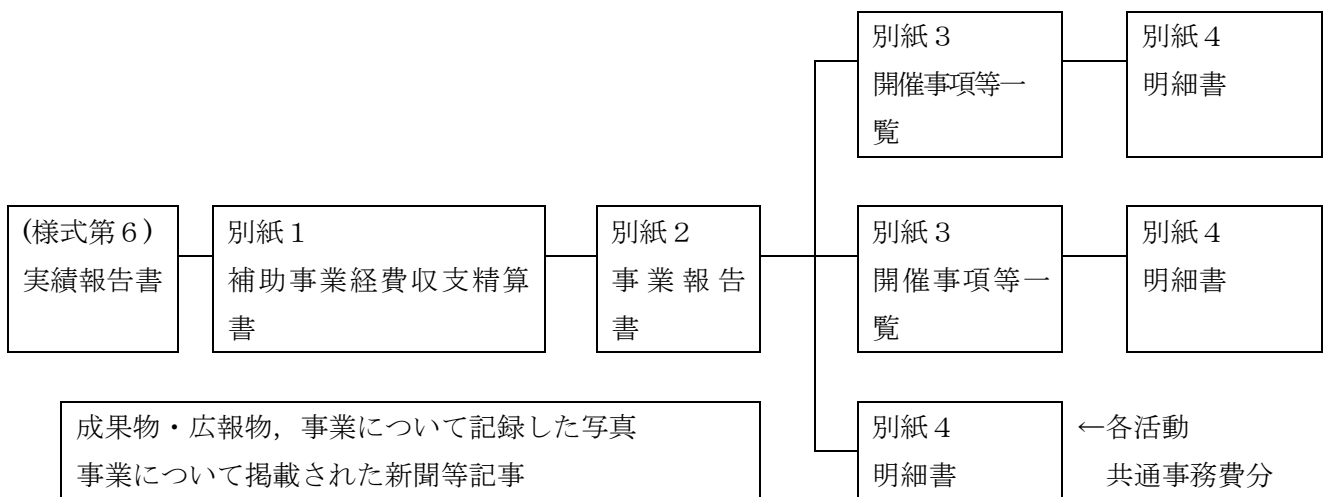 別紙３
開催事項等一
覧
別紙４
明細書
(様式第６)
実績報告書
別紙１
補助事業経費収支精算
書
別紙２
事業報告
書
別紙３
開催事項等一
覧
別紙４
明細書
成果物・広報物，事業について記録した写真
事業について掲載された新聞等記事
別紙４
明細書
←各活動
共通事務費分